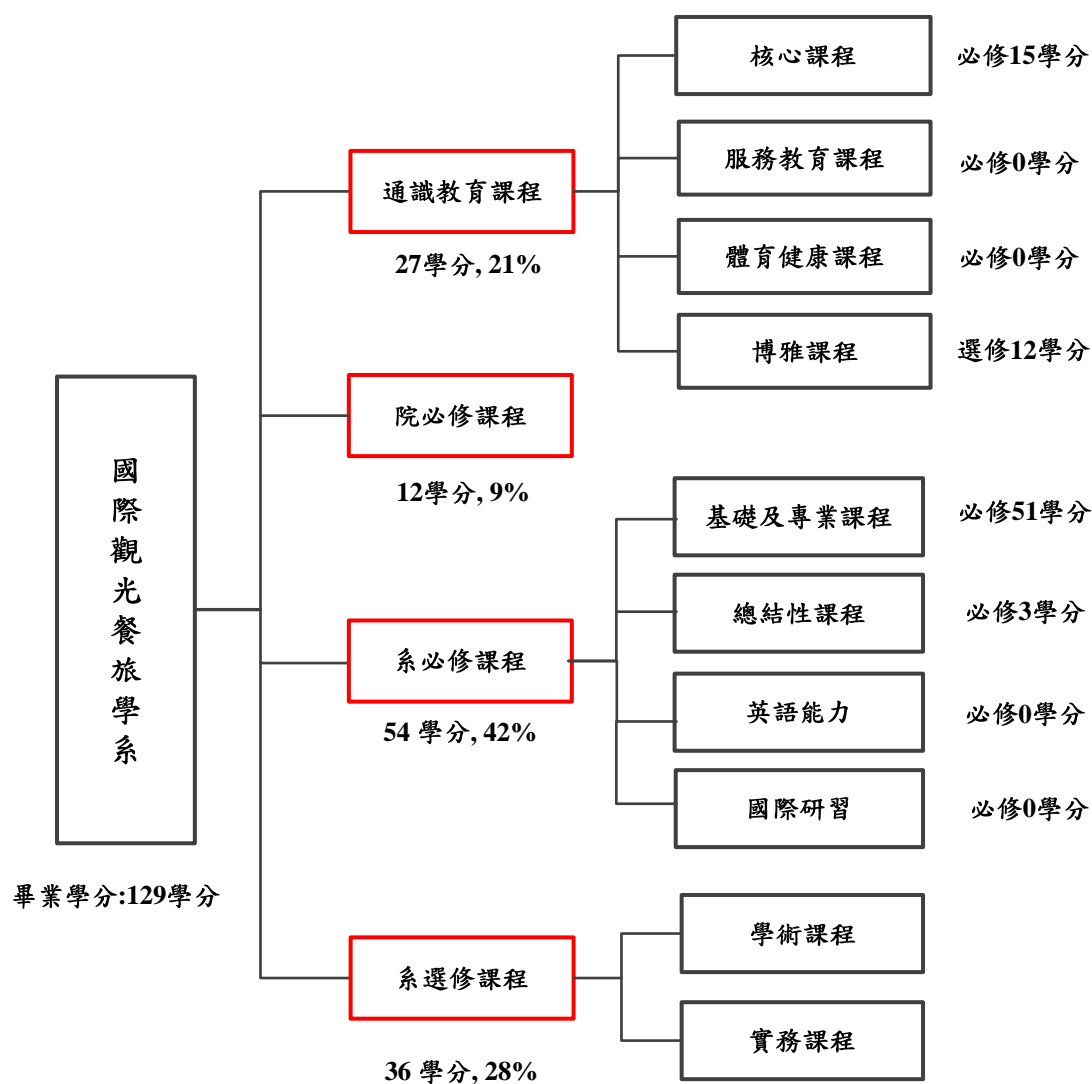 國際觀光餐旅學系
畢業學分:129學分
通識教育課程
27學分, 21%
核心課程
必修15學分
服務教育課程
必修0學分
體育健康課程
必修0學分
博雅課程
選修12學分
院必修課程
12學分, 9%
系必修課程
54 學分, 42%
基礎及專業課程
必修51學分
總結性課程
必修3學分
英語能力
必修0學分
國際研習
必修0學分
系選修課程
36 學分, 28%
學術課程
實務課程